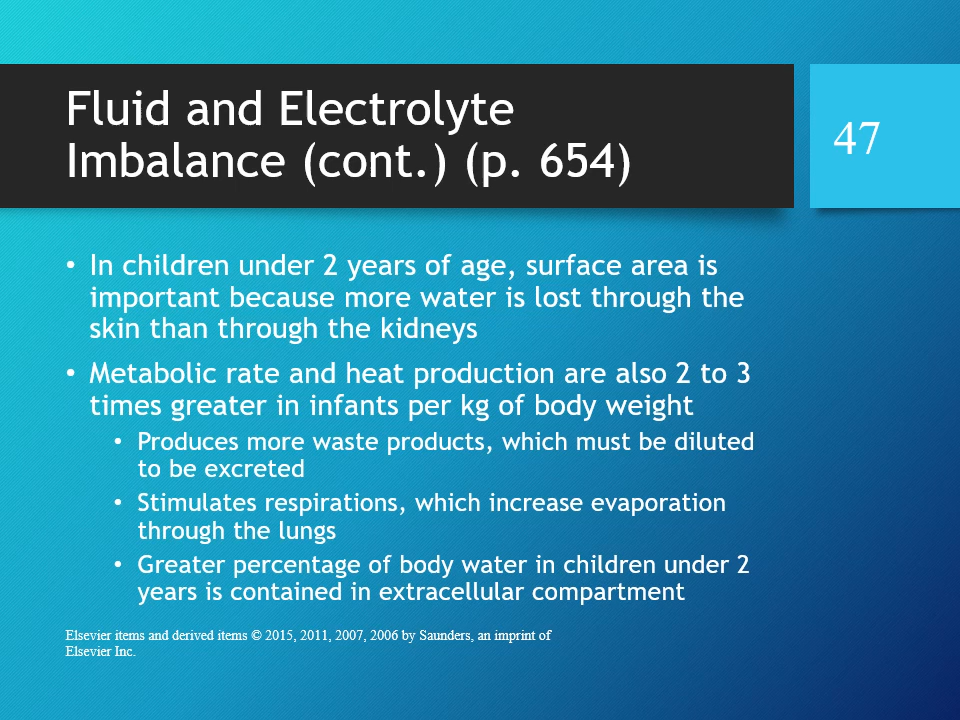 Fluid and Electrolyte
Imbalance (cont.) (p. 654)
47
• In children under 2 years of age, surface area is
important because more water is lost through the
skin than through the kidneys
• Metabolic rate and heat production are also 2 to 3
times greater in infants per kg of body weight
• Produces more waste products, which must be diluted
to be excreted
• Stimulates respirations, which increase evaporation
through the lungs
• Greater percentage of body water in children under 2
years is contained in extracellular compartment
Elsevier items and derived items © 2015, 2011, 2007, 2006 by Saunders, an imprint of
Elsevier Inc.